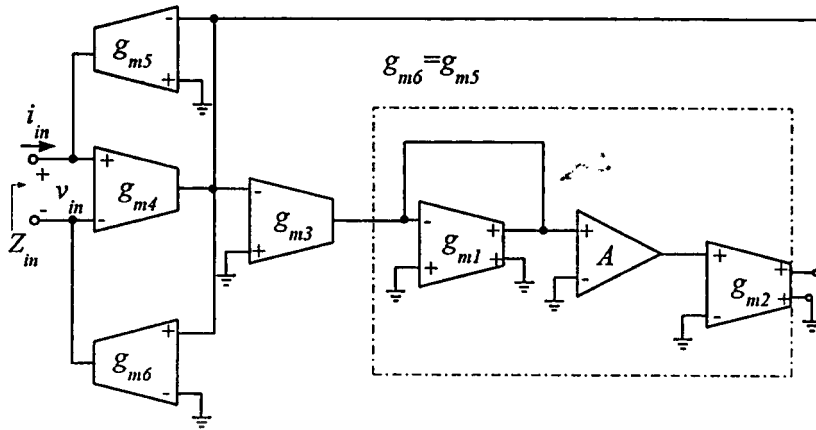 g_m5
-
+
g_m6=g_m5
i_in
+
-
v_in
Z_in
+
-
g_m4
-
+
g_m3
-
+
g_m1
+
+
+
-
A
+
-
g_m2
+
+
+
-
g_m6